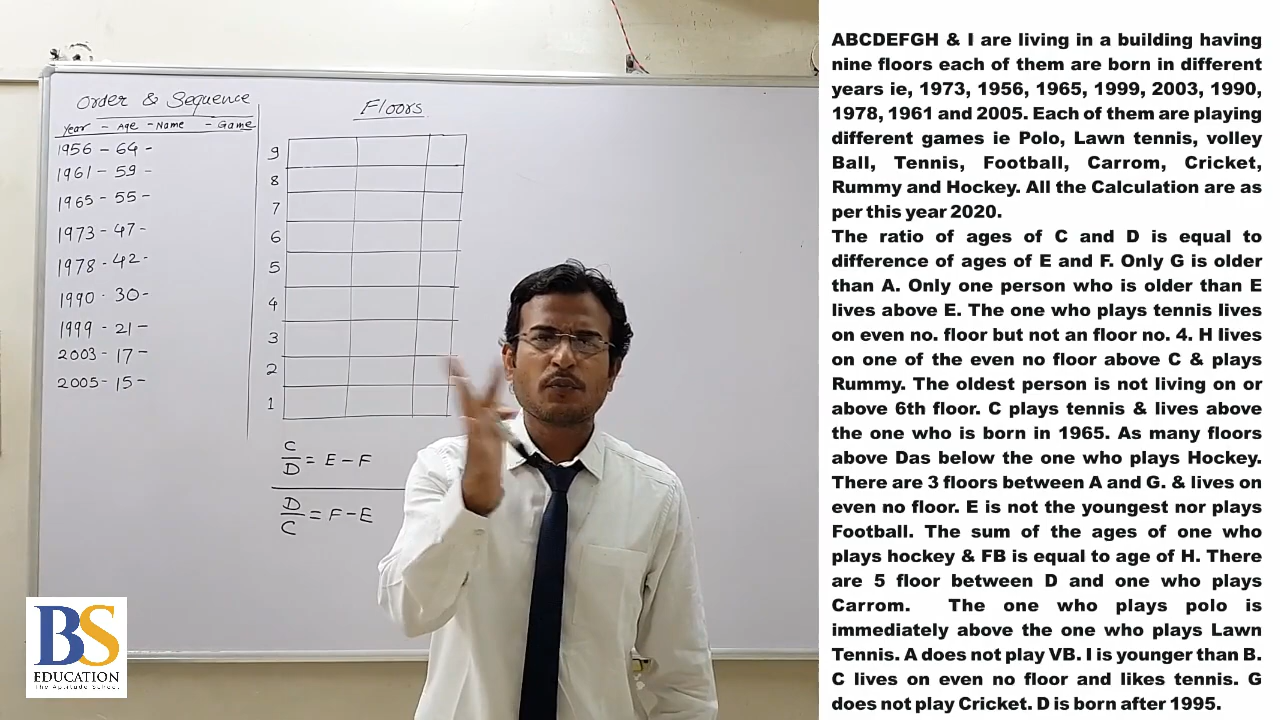 Order & Sequence
Year - Age - Name - Game
1956 - 64 -
1961 - 59 -
1965 - 55 -
1973 - 47 -
1978 - 42 -
1990 - 30 -
1999 - 21 -
2003 - 17 -
2005 - 15 -
Floors
9
8
7
6
5
4
3
2
1
C/D = E - F
D/C = F - E
BS
EDUCATION
The Aptitude School
ABCDEFGH & I are living in a building having
nine floors each of them are born in different
years ie, 1973, 1956, 1965, 1999, 2003, 1990,
1978, 1961 and 2005. Each of them are playing
different games ie Polo, Lawn tennis, volley
Ball, Tennis, Football, Carrom, Cricket,
Rummy and Hockey. All the Calculation are as
per this year 2020.
The ratio of ages of C and D is equal to
difference of ages of E and F. Only G is older
than A. Only one person who is older than E
lives above E. The one who plays tennis lives
on even no. floor but not an floor no. 4. H lives
on one of the even no floor above C & plays
Rummy. The oldest person is not living on or
above 6th floor. C plays tennis & lives above
the one who is born in 1965. As many floors
above Das below the one who plays Hockey.
There are 3 floors between A and G. & lives on
even no floor. E is not the youngest nor plays
Football. The sum of the ages of one who
plays hockey & FB is equal to age of H. There
are 5 floor between D and one who plays
Carrom. The one who plays polo is
immediately above the one who plays Lawn
Tennis. A does not play VB. I is younger than B.
C lives on even no floor and likes tennis. G
does not play Cricket. D is born after 1995.